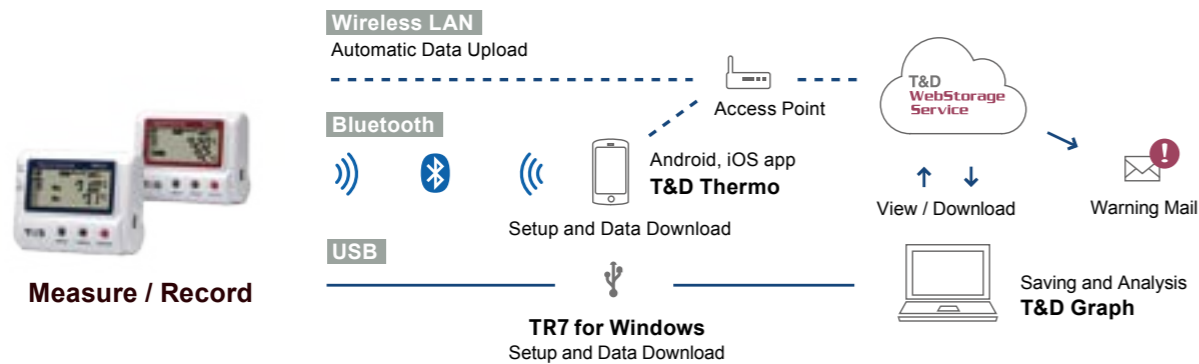 Wireless LAN
Automatic Data Upload
Access Point
T&D
WebStorage
Service
Bluetooth
Android, iOS app
T&D Thermo
Setup and Data Download
View / Download
Warning Mail
USB
Measure / Record
TR7 for Windows
Setup and Data Download
Saving and Analysis
T&D Graph